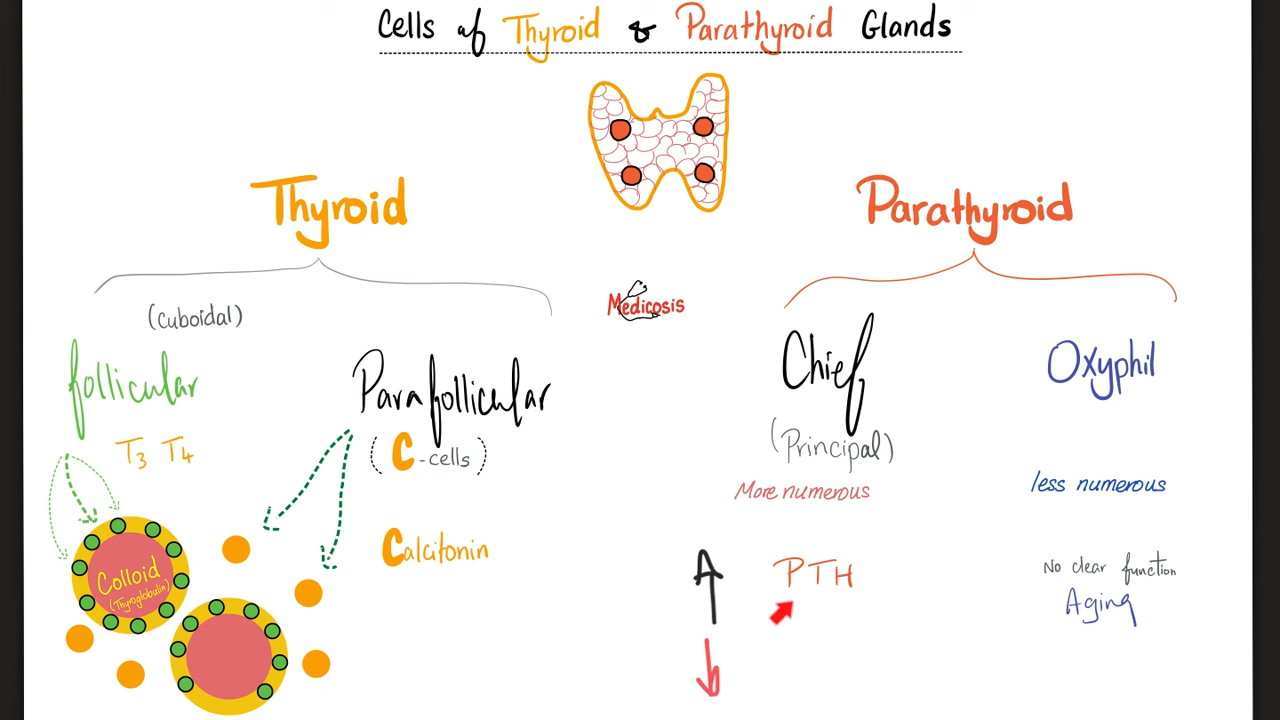 Cells of Thyroid & Parathyroid Glands
Thyroid
Parathyroid
Medicosis
(Cuboidal)
follicular
T3 T4
Parafollicular
(C-cells)
Calcitonin
Colloid
(Thyroglobulin)
Chief
(Principal)
More numerous
PTH
Oxyphil
less numerous
No clear function
Aging